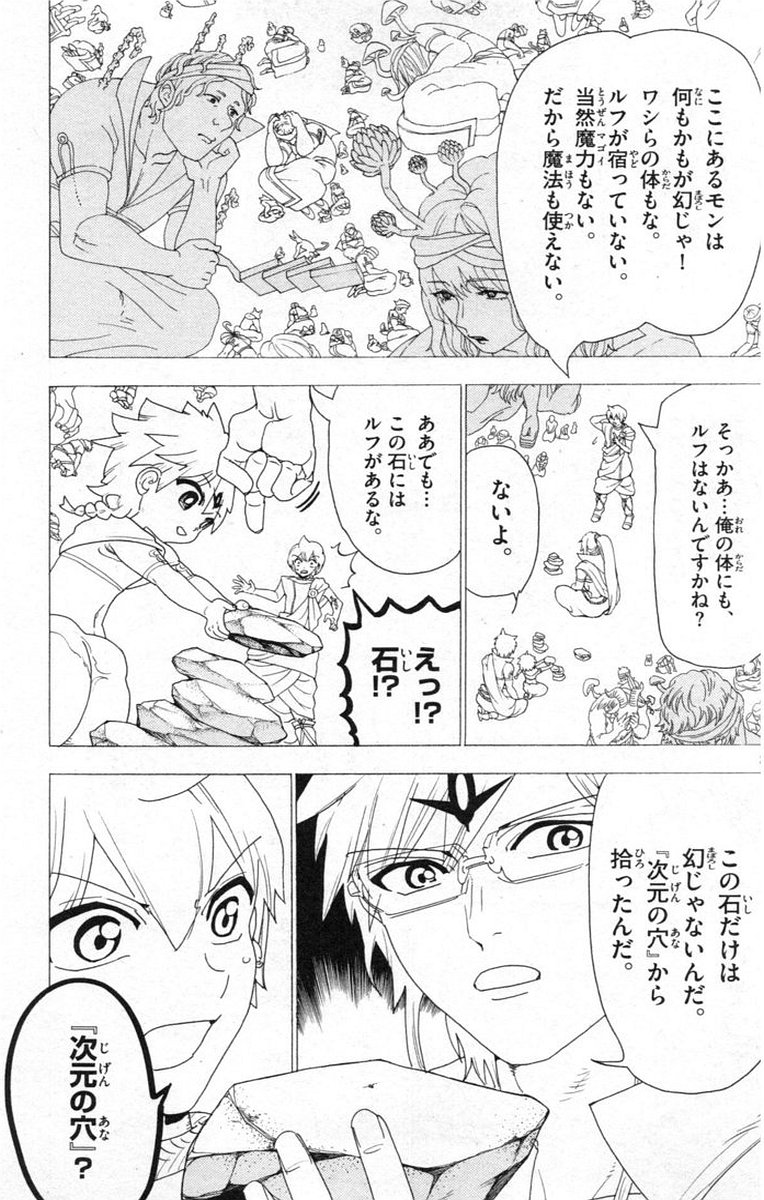 ここにあるモンは
何もかもが幻じゃ！
ワシらの体もな。
ルフが宿っていない。
当然魔力もない。
だから魔法も使えない。
そっかあ…俺の体にも、
ルフはないんですかね？
ないよ。
ああでも…
この石には
ルフがあるな。
えっ!?
石!?
この石だけは
幻じゃないんだ。
『次元の穴』から
拾ったんだ。
『次元の穴』？